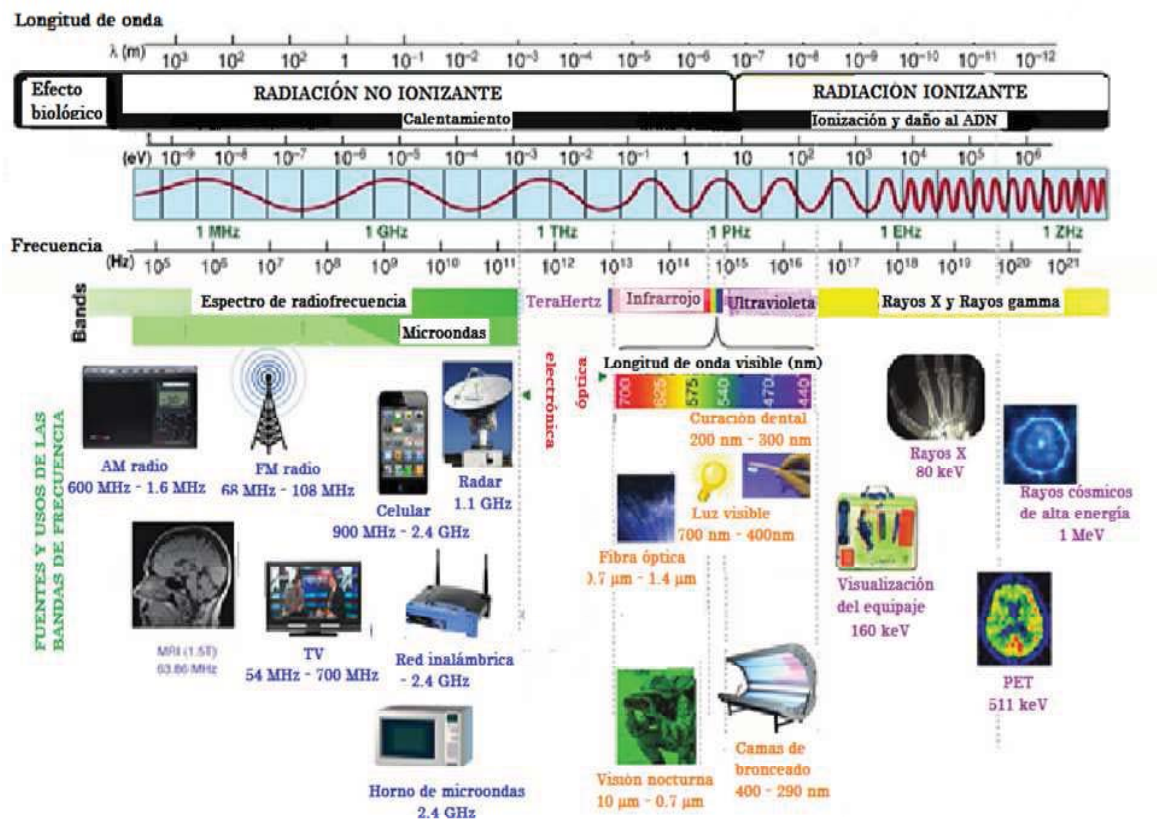 Longitud de onda
λ (m) 10³ 10² 1 10⁻¹ 10⁻² 10⁻³ 10⁻⁴ 10⁻⁵ 10⁻⁶ 10⁻⁷ 10⁻⁸ 10⁻⁹ 10⁻¹⁰ 10⁻¹¹ 10⁻¹²
Efecto
biológico
RADIACIÓN NO IONIZANTE
RADIACIÓN IONIZANTE
Calentamiento
Ionización y daño al ADN
(eV) 10⁻⁹ 10⁻⁸ 10⁻⁷ 10⁻⁶ 10⁻⁵ 10⁻⁴ 10⁻³ 10⁻² 10⁻¹ 1 10 10² 10³ 10⁴ 10⁵ 10⁶
1 MHz 1 GHz 1 THz 1 PHz 1 EHz 1 ZHz
Frecuencia
(Hz) 10⁵ 10⁶ 10⁷ 10⁸ 10⁹ 10¹⁰ 10¹¹ 10¹² 10¹³ 10¹⁴ 10¹⁵ 10¹⁶ 10¹⁷ 10¹⁸ 10¹⁹ 10²⁰ 10²¹
Bands
Espectro de radiofrecuencia
Microondas
TeraHertz
Infrarrojo
Ultravioleta
Rayos X y Rayos gamma
electrónica
óptica
Longitud de onda visible (nm)
700 625 575 540 470 440
FUENTES Y USOS DE LAS
BANDAS DE FRECUENCIA
AM radio
600 MHz - 1.6 MHz
FM radio
68 MHz - 108 MHz
Celular
900 MHz - 2.4 GHz
Radar
1.1 GHz
Curación dental
200 nm - 300 nm
Luz visible
700 nm - 400nm
Fibra óptica
0.7 µm - 1.4 µm
Rayos X
80 keV
Rayos cósmicos
de alta energía
1 MeV
Visualización
del equipaje
160 keV
MRI (1.5T)
63.86 MHz
TV
54 MHz - 700 MHz
Red inalámbrica
- 2.4 GHz
PET
511 keV
Horno de microondas
2.4 GHz
Visión nocturna
10 µm - 0.7 µm
Camas de
bronceado
400 - 290 nm